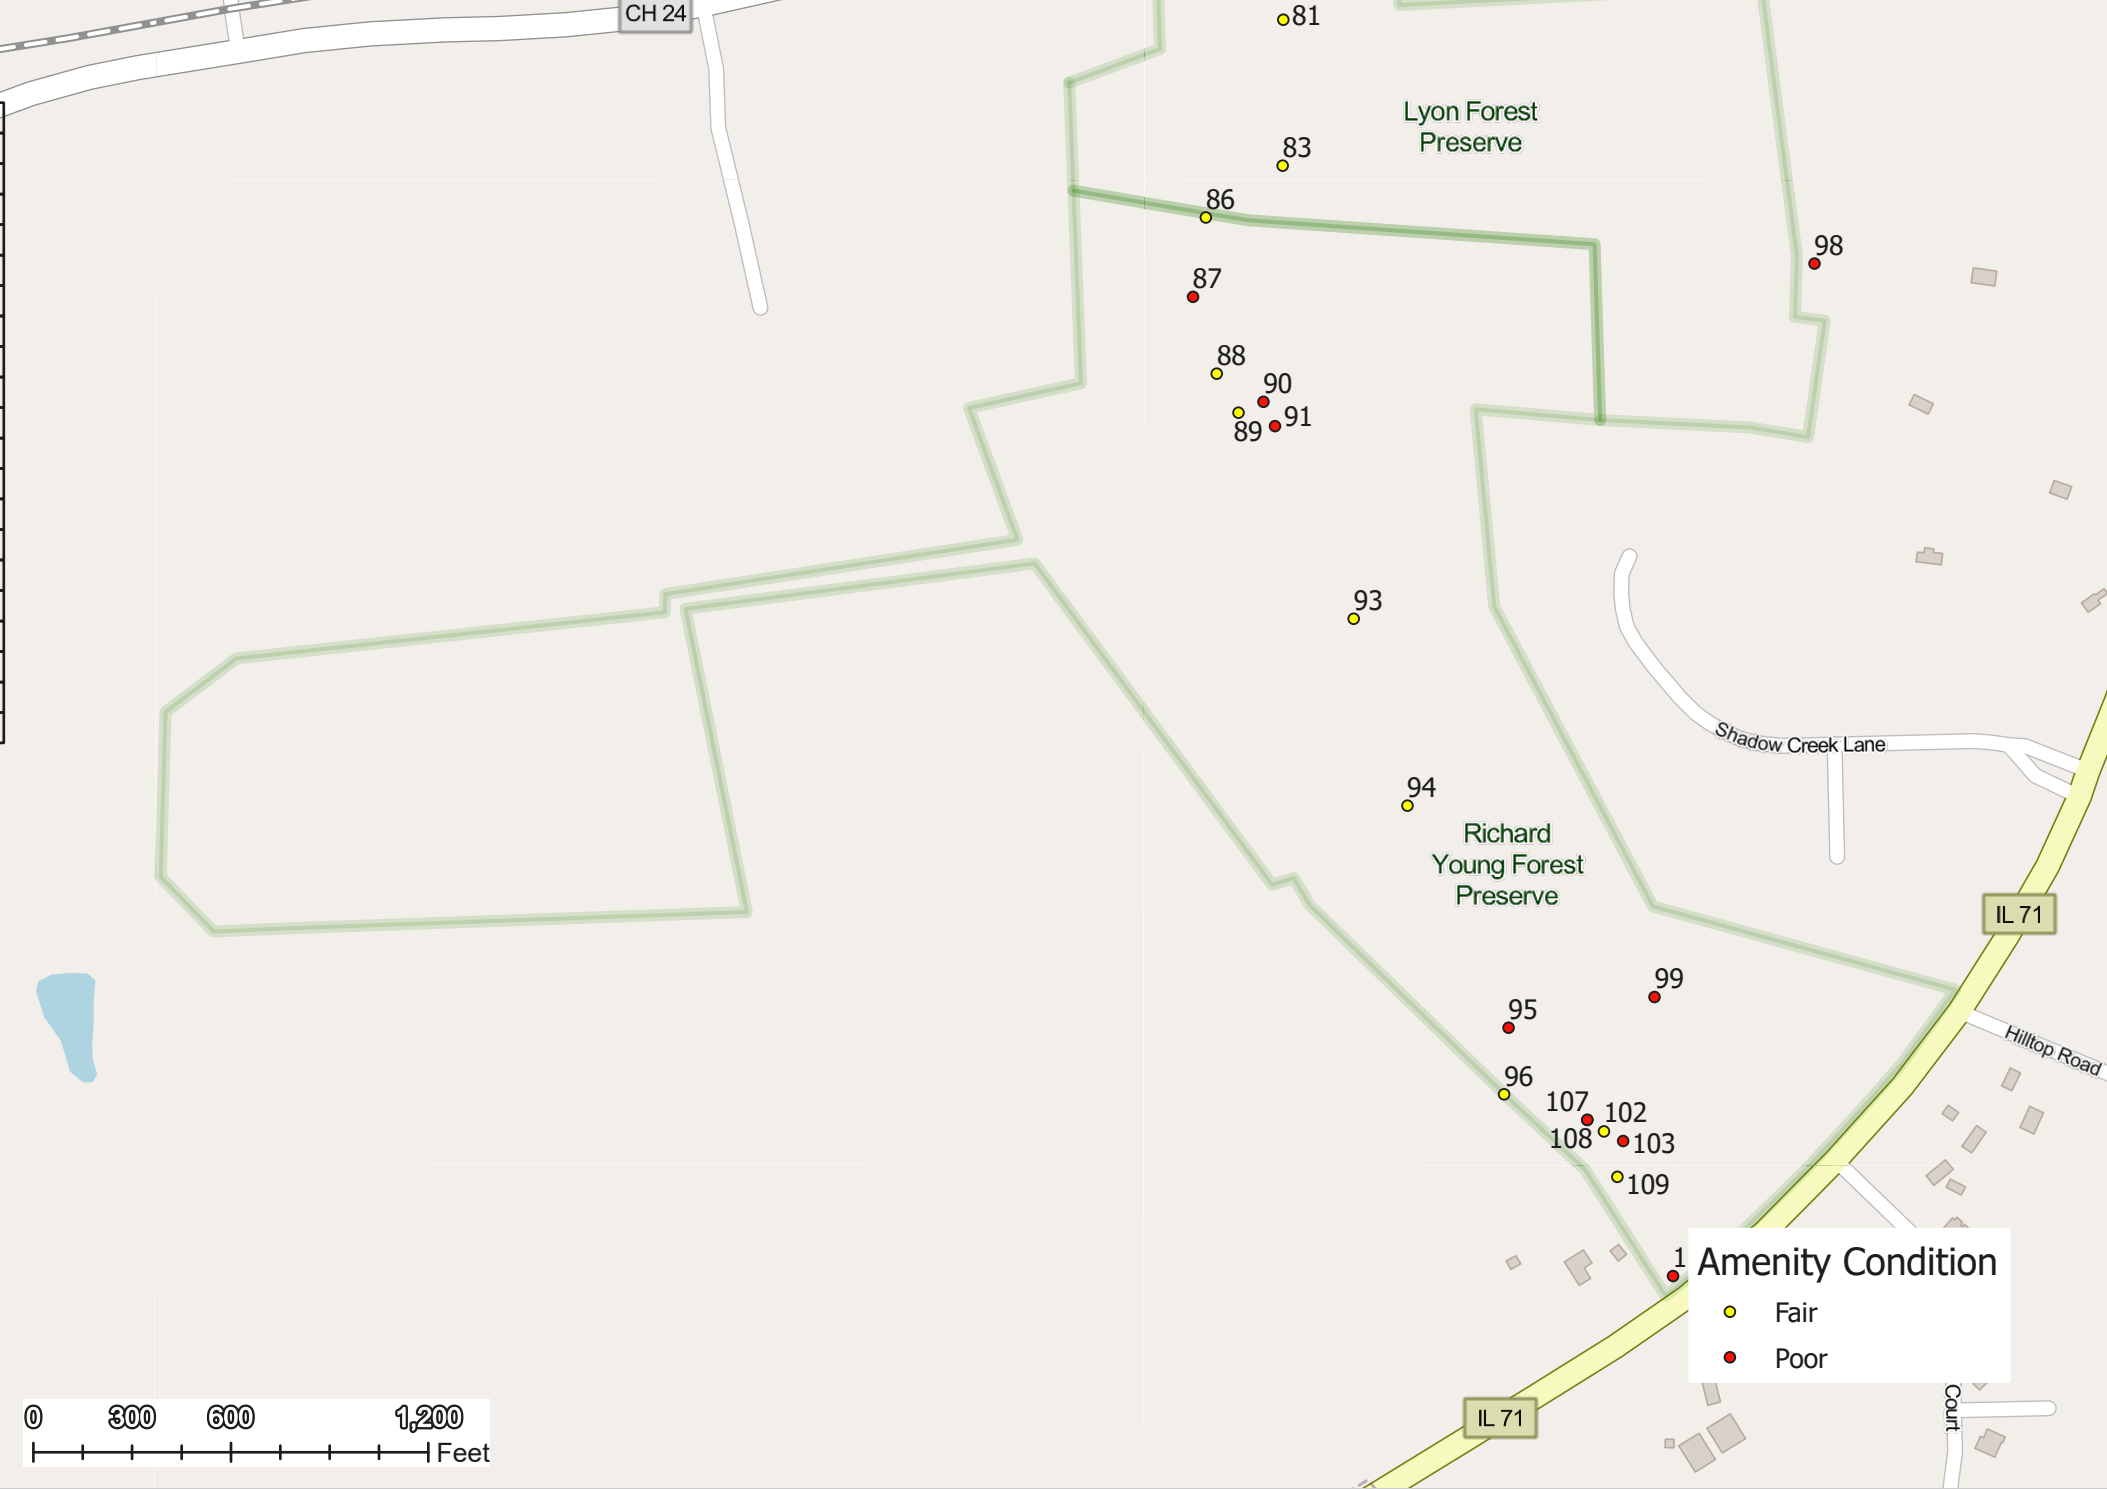 CH 24
81
Lyon Forest
Preserve
83
86
98
87
88
90
91
89
93
Shadow Creek Lane
94
Richard
Young Forest
Preserve
IL 71
99
95
Hilltop Road
96
107
102
108
103
109
1
Amenity Condition
Fair
Poor
Court
IL 71
0 300 600 1,200
Feet